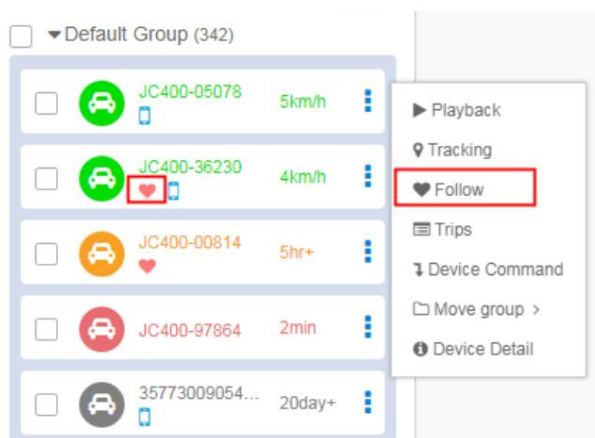 Default Group (342)
JC400-05078
5km/h
JC400-36230
4km/h
JC400-00814
5hr+
JC400-97864
2min
35773009054...
20day+
Playback
Tracking
Follow
Trips
Device Command
Move group >
Device Detail